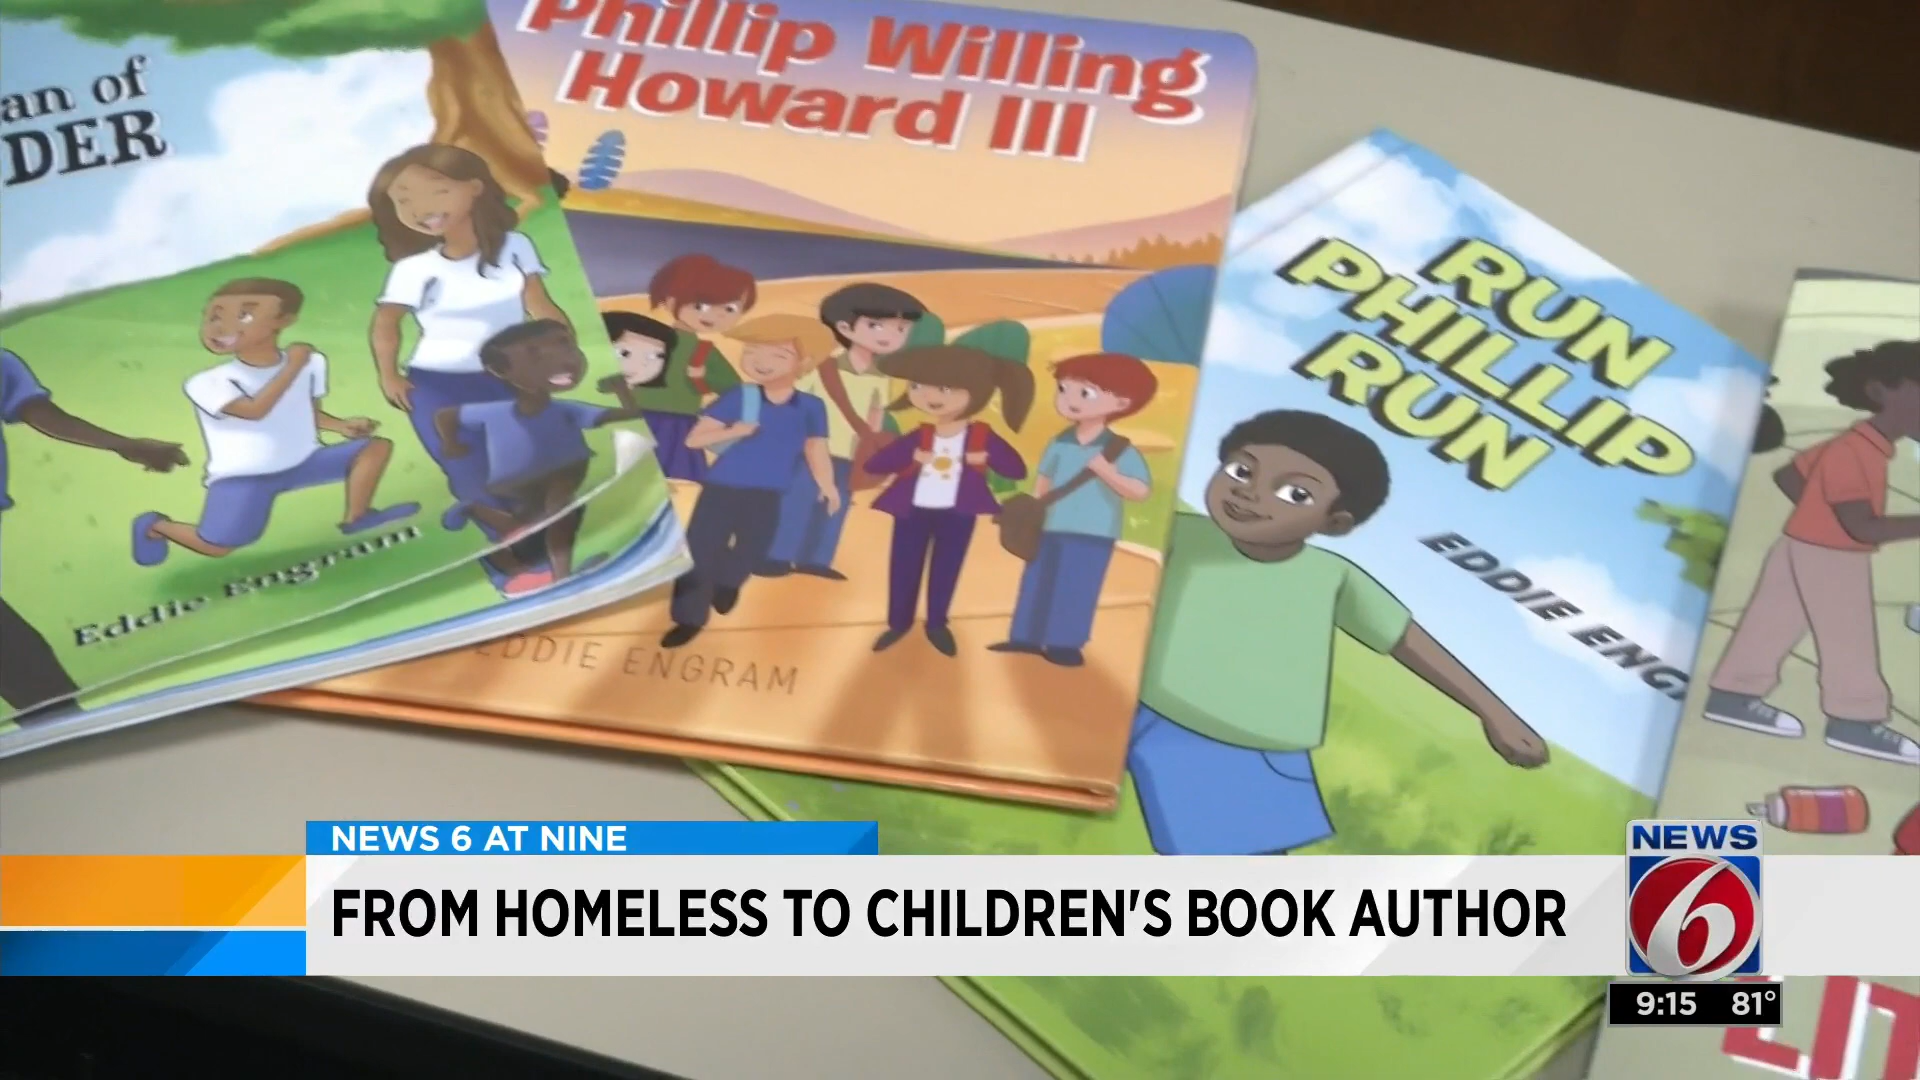 an of
DER
Eddie Engram
Phillip Willing
Howard III
EDDIE ENGRAM
RUN
PHILLIP
RUN
EDDIE ENG
NEWS 6 AT NINE
FROM HOMELESS TO CHILDREN'S BOOK AUTHOR
NEWS
6
9:15 81°